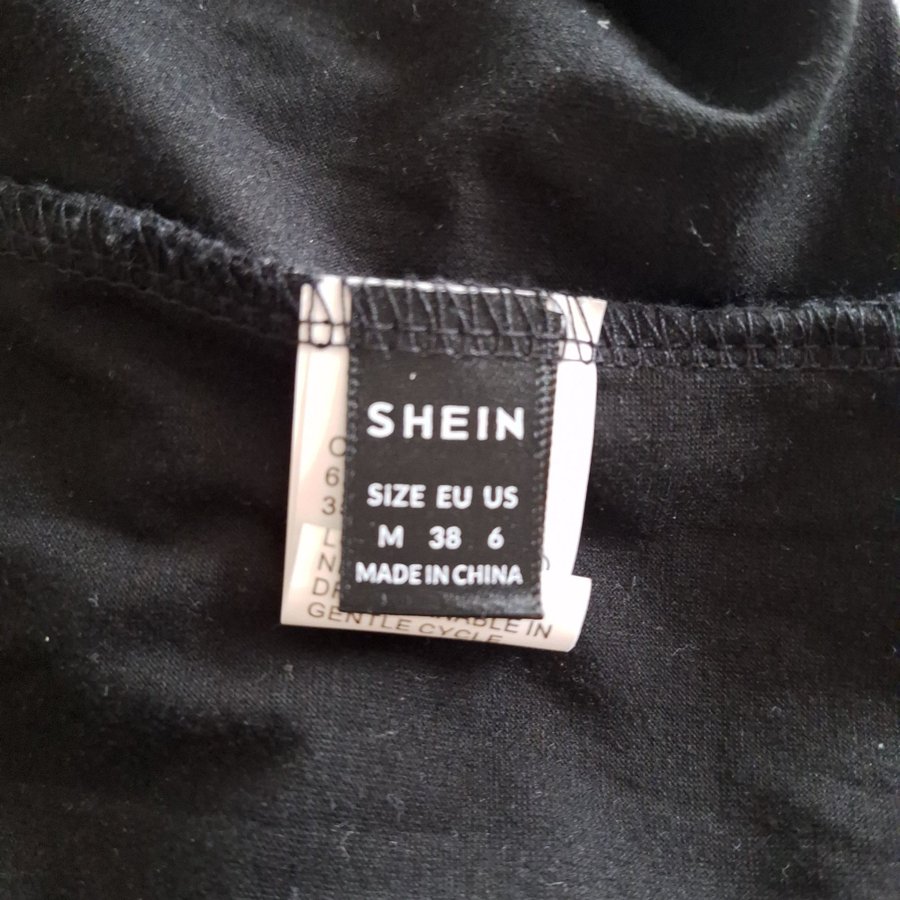 SHEIN
SIZE EU US
M 38 6
MADE IN CHINA
GENTLE CYCLE